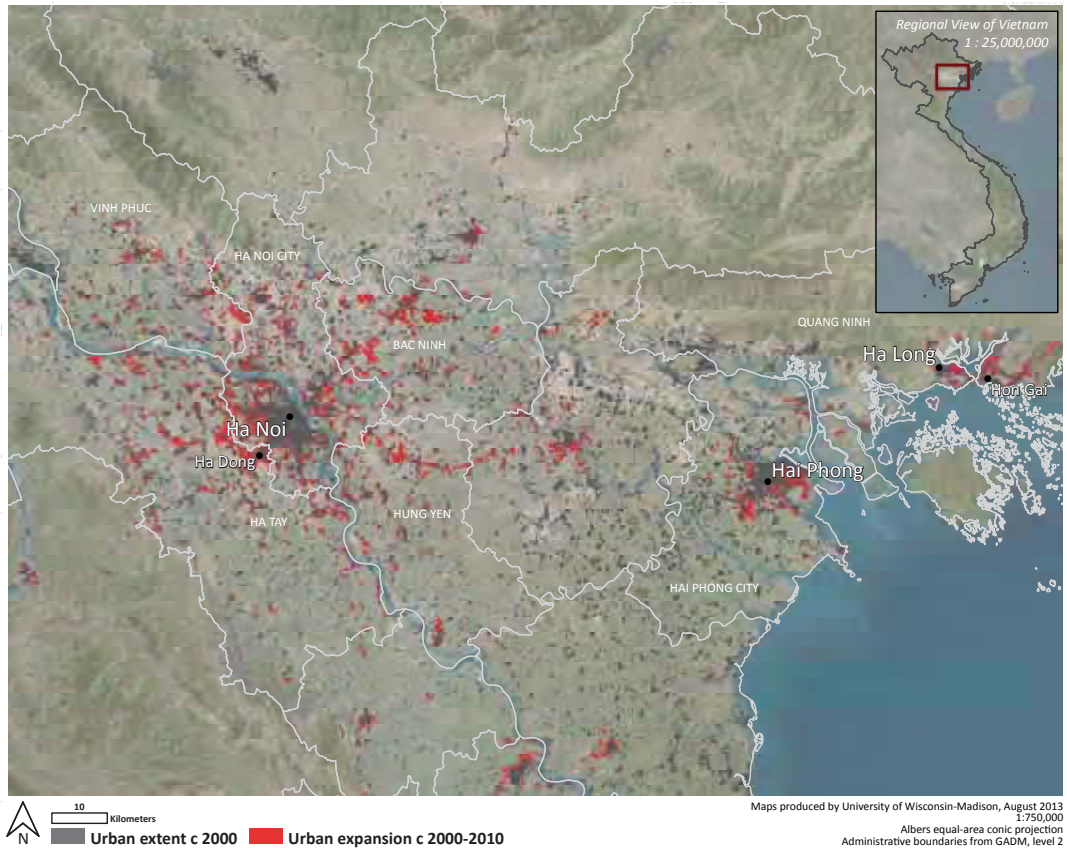 Regional View of Vietnam
1 : 25,000,000
VINH PHUC
HA NOI CITY
QUANG NINH
BAC NINH
Ha Long
Hon Gai
Ha Noi
Ha Dong
Hai Phong
HA TAY
HUNG YEN
HAI PHONG CITY
10
Kilometers
N
Urban extent c 2000
Urban expansion c 2000-2010
Maps produced by University of Wisconsin-Madison, August 2013
1:750,000
Albers equal-area conic projection
Administrative boundaries from GADM, level 2